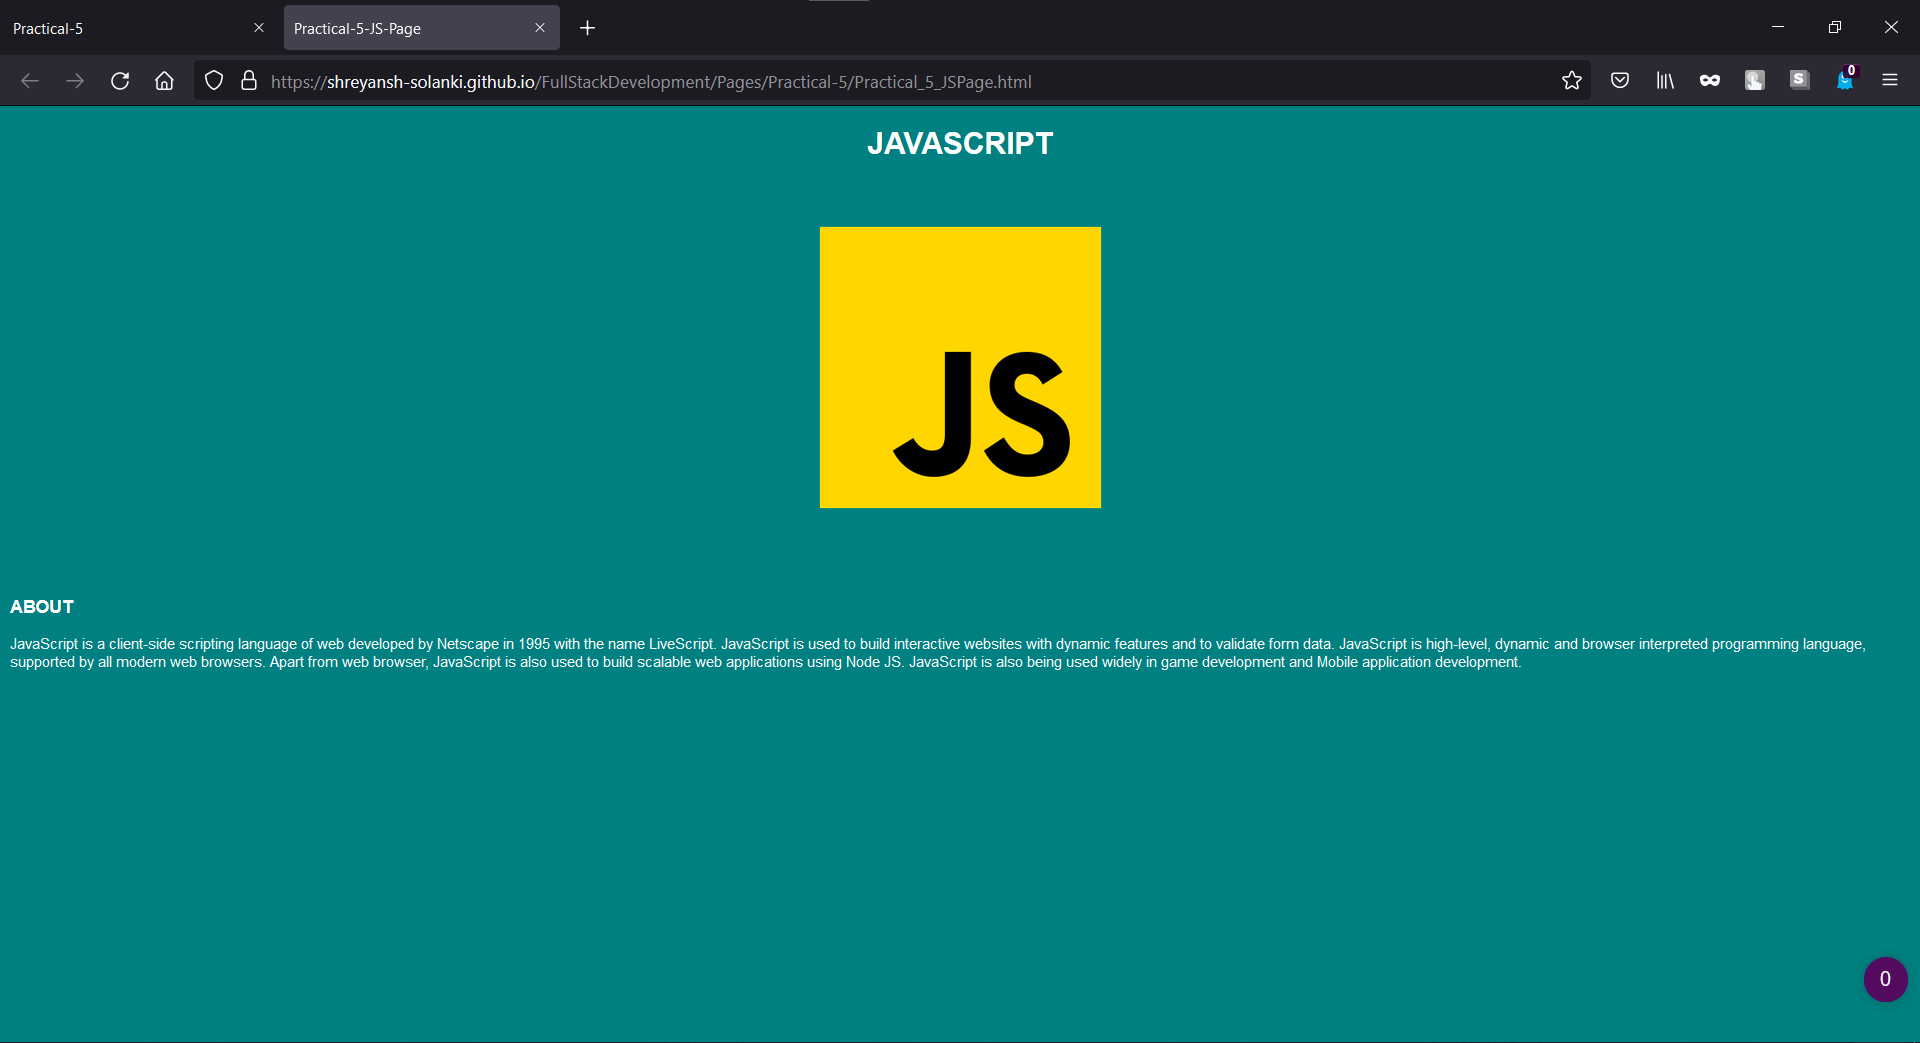 Practical-5
Practical-5-JS-Page
https://shreyansh-solanki.github.io/FullStackDevelopment/Pages/Practical-5/Practical_5_JSPage.html
S
0
JAVASCRIPT
JS
ABOUT
JavaScript is a client-side scripting language of web developed by Netscape in 1995 with the name LiveScript. JavaScript is used to build interactive websites with dynamic features and to validate form data. JavaScript is high-level, dynamic and browser interpreted programming language,
supported by all modern web browsers. Apart from web browser, JavaScript is also used to build scalable web applications using Node JS. JavaScript is also being used widely in game development and Mobile application development.
0